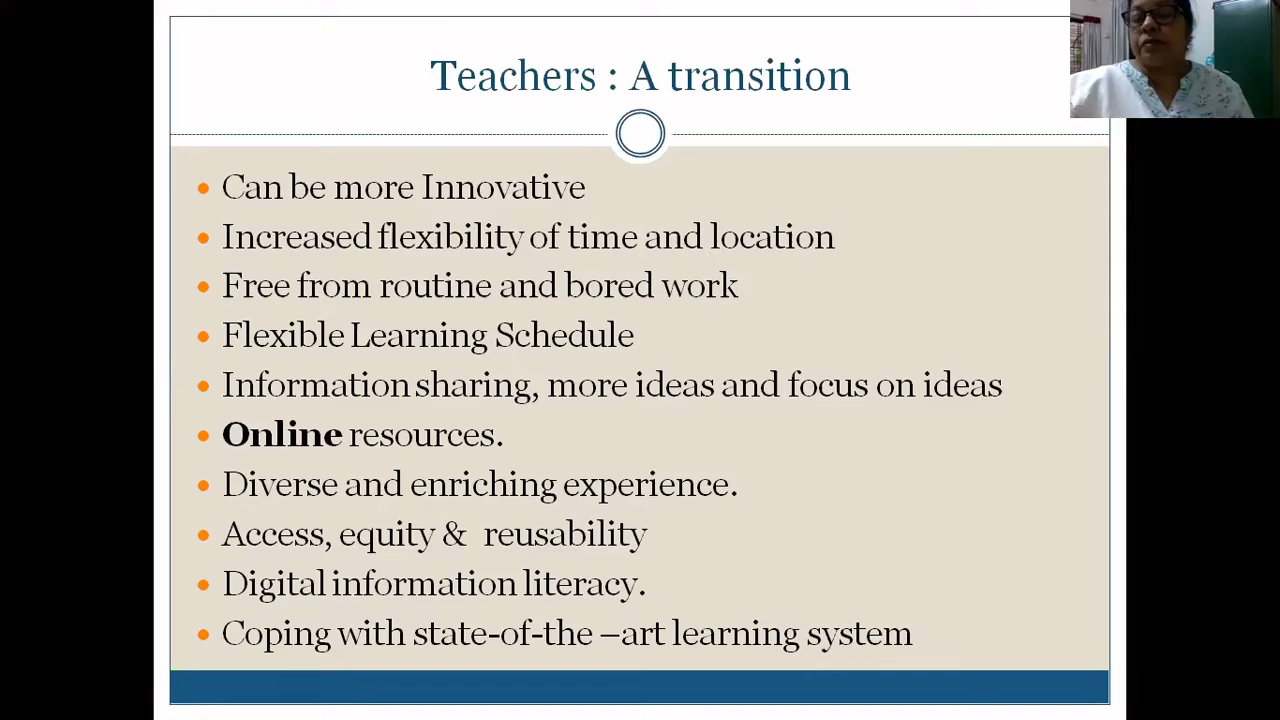 Teachers : A transition
• Can be more Innovative
• Increased flexibility of time and location
• Free from routine and bored work
• Flexible Learning Schedule
• Information sharing, more ideas and focus on ideas
• Online resources.
• Diverse and enriching experience.
• Access, equity & reusability
• Digital information literacy.
• Coping with state-of-the –art learning system